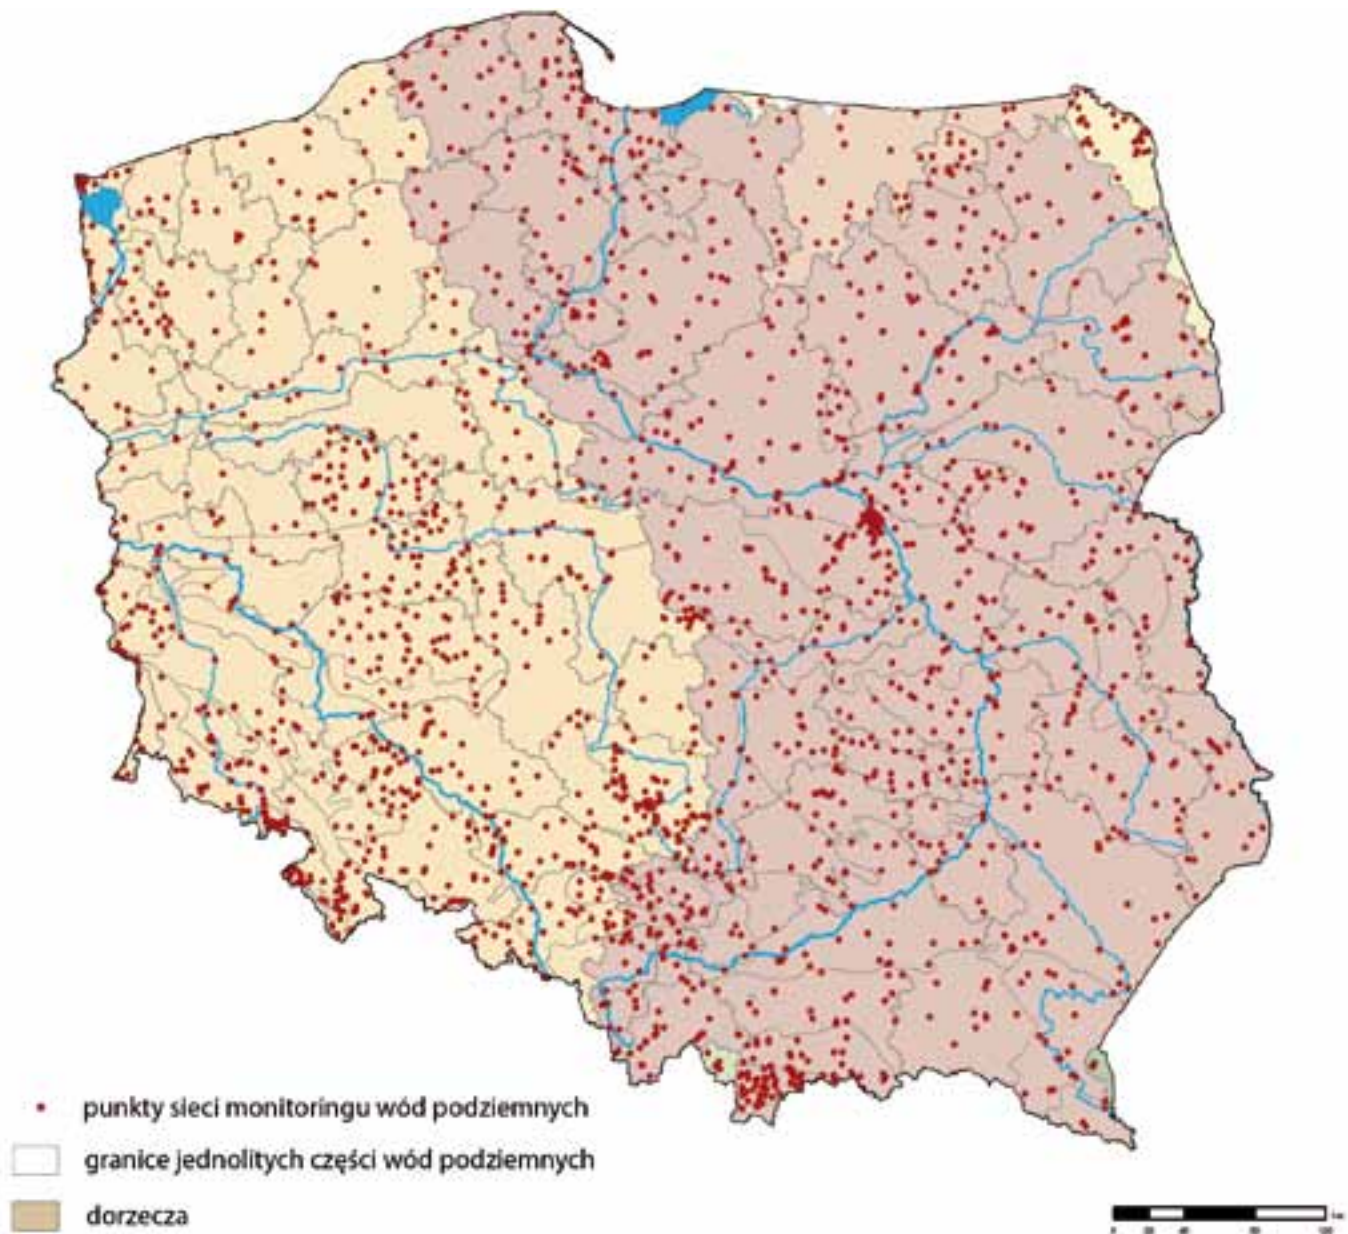 punkty sieci monitoringu wód podziemnych
granice jednolitych części wód podziemnych
dorzecza